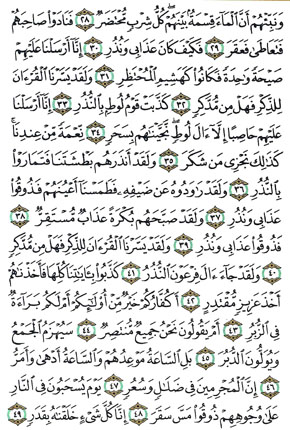 وَنَبِّئْهُمْ أَنَّ ٱلْمَآءَ قِسْمَةٌۢ بَيْنَهُمْ ۖ كُلُّ شِرْبٍ مُّحْتَضَرٌ ٢٨ فَنَادَوْا۟ صَاحِبَهُمْ
فَتَعَاطَىٰ فَعَقَرَ ٢٩ فَكَيْفَ كَانَ عَذَابِى وَنُذُرِ ٣٠ إِنَّآ أَرْسَلْنَا عَلَيْهِمْ
صَيْحَةً وَٰحِدَةً فَكَانُوا۟ كَهَشِيمِ ٱلْمُحْتَظِرِ ٣١ وَلَقَدْ يَسَّرْنَا ٱلْقُرْءَانَ
لِلذِّكْرِ فَهَلْ مِن مُّدَّكِرٍ ٣٢ كَذَّبَتْ قَوْمُ لُوطٍۭ بِٱلنُّذُرِ ٣٣ إِنَّآ أَرْسَلْنَا
عَلَيْهِمْ حَاصِبًا إِلَّآ ءَالَ لُوطٍ ۖ نَّجَّيْنَٰهُم بِسَحَرٍ ٣٤ نِّعْمَةً مِّنْ عِندِنَا ۚ
كَذَٰلِكَ نَجْزِى مَن شَكَرَ ٣٥ وَلَقَدْ أَنذَرَهُم بَطْشَتَنَا فَتَمَارَوْا۟
بِٱلنُّذُرِ ٣٦ وَلَقَدْ رَٰوَدُوهُ عَن ضَيْفِهِۦ فَطَمَسْنَآ أَعْيُنَهُمْ فَذُوقُوا۟
عَذَابِى وَنُذُرِ ٣٧ وَلَقَدْ صَبَّحَهُم بُكْرَةً عَذَابٌ مُّسْتَقِرٌّ ٣٨
فَذُوقُوا۟ عَذَابِى وَنُذُرِ ٣٩ وَلَقَدْ يَسَّرْنَا ٱلْقُرْءَانَ لِلذِّكْرِ فَهَلْ مِن مُّدَّكِرٍ
٤٠ وَلَقَدْ جَآءَ ءَالَ فِرْعَوْنَ ٱلنُّذُرُ ٤١ كَذَّبُوا۟ بِـَٔايَٰتِنَا كُلِّهَا فَأَخَذْنَٰهُمْ
أَخْذَ عَزِيزٍ مُّقْتَدِرٍ ٤٢ أَكُفَّارُكُمْ خَيْرٌ مِّنْ أُو۟لَٰٓئِكُمْ أَمْ لَكُم بَرَآءَةٌ
فِى ٱلزُّبُرِ ٤٣ أَمْ يَقُولُونَ نَحْنُ جَمِيعٌ مُّنتَصِرٌ ٤٤ سَيُهْزَمُ ٱلْجَمْعُ
وَيُوَلُّونَ ٱلدُّبُرَ ٤٥ بَلِ ٱلسَّاعَةُ مَوْعِدُهُمْ وَٱلسَّاعَةُ أَدْهَىٰ وَأَمَرُّ
٤٦ إِنَّ ٱلْمُجْرِمِينَ فِى ضَلَٰلٍ وَسُعُرٍ ٤٧ يَوْمَ يُسْحَبُونَ فِى ٱلنَّارِ
عَلَىٰ وُجُوهِهِمْ ذُوقُوا۟ مَسَّ سَقَرَ ٤٨ إِنَّا كُلَّ شَىْءٍ خَلَقْنَٰهُ بِقَدَرٍ ٤٩